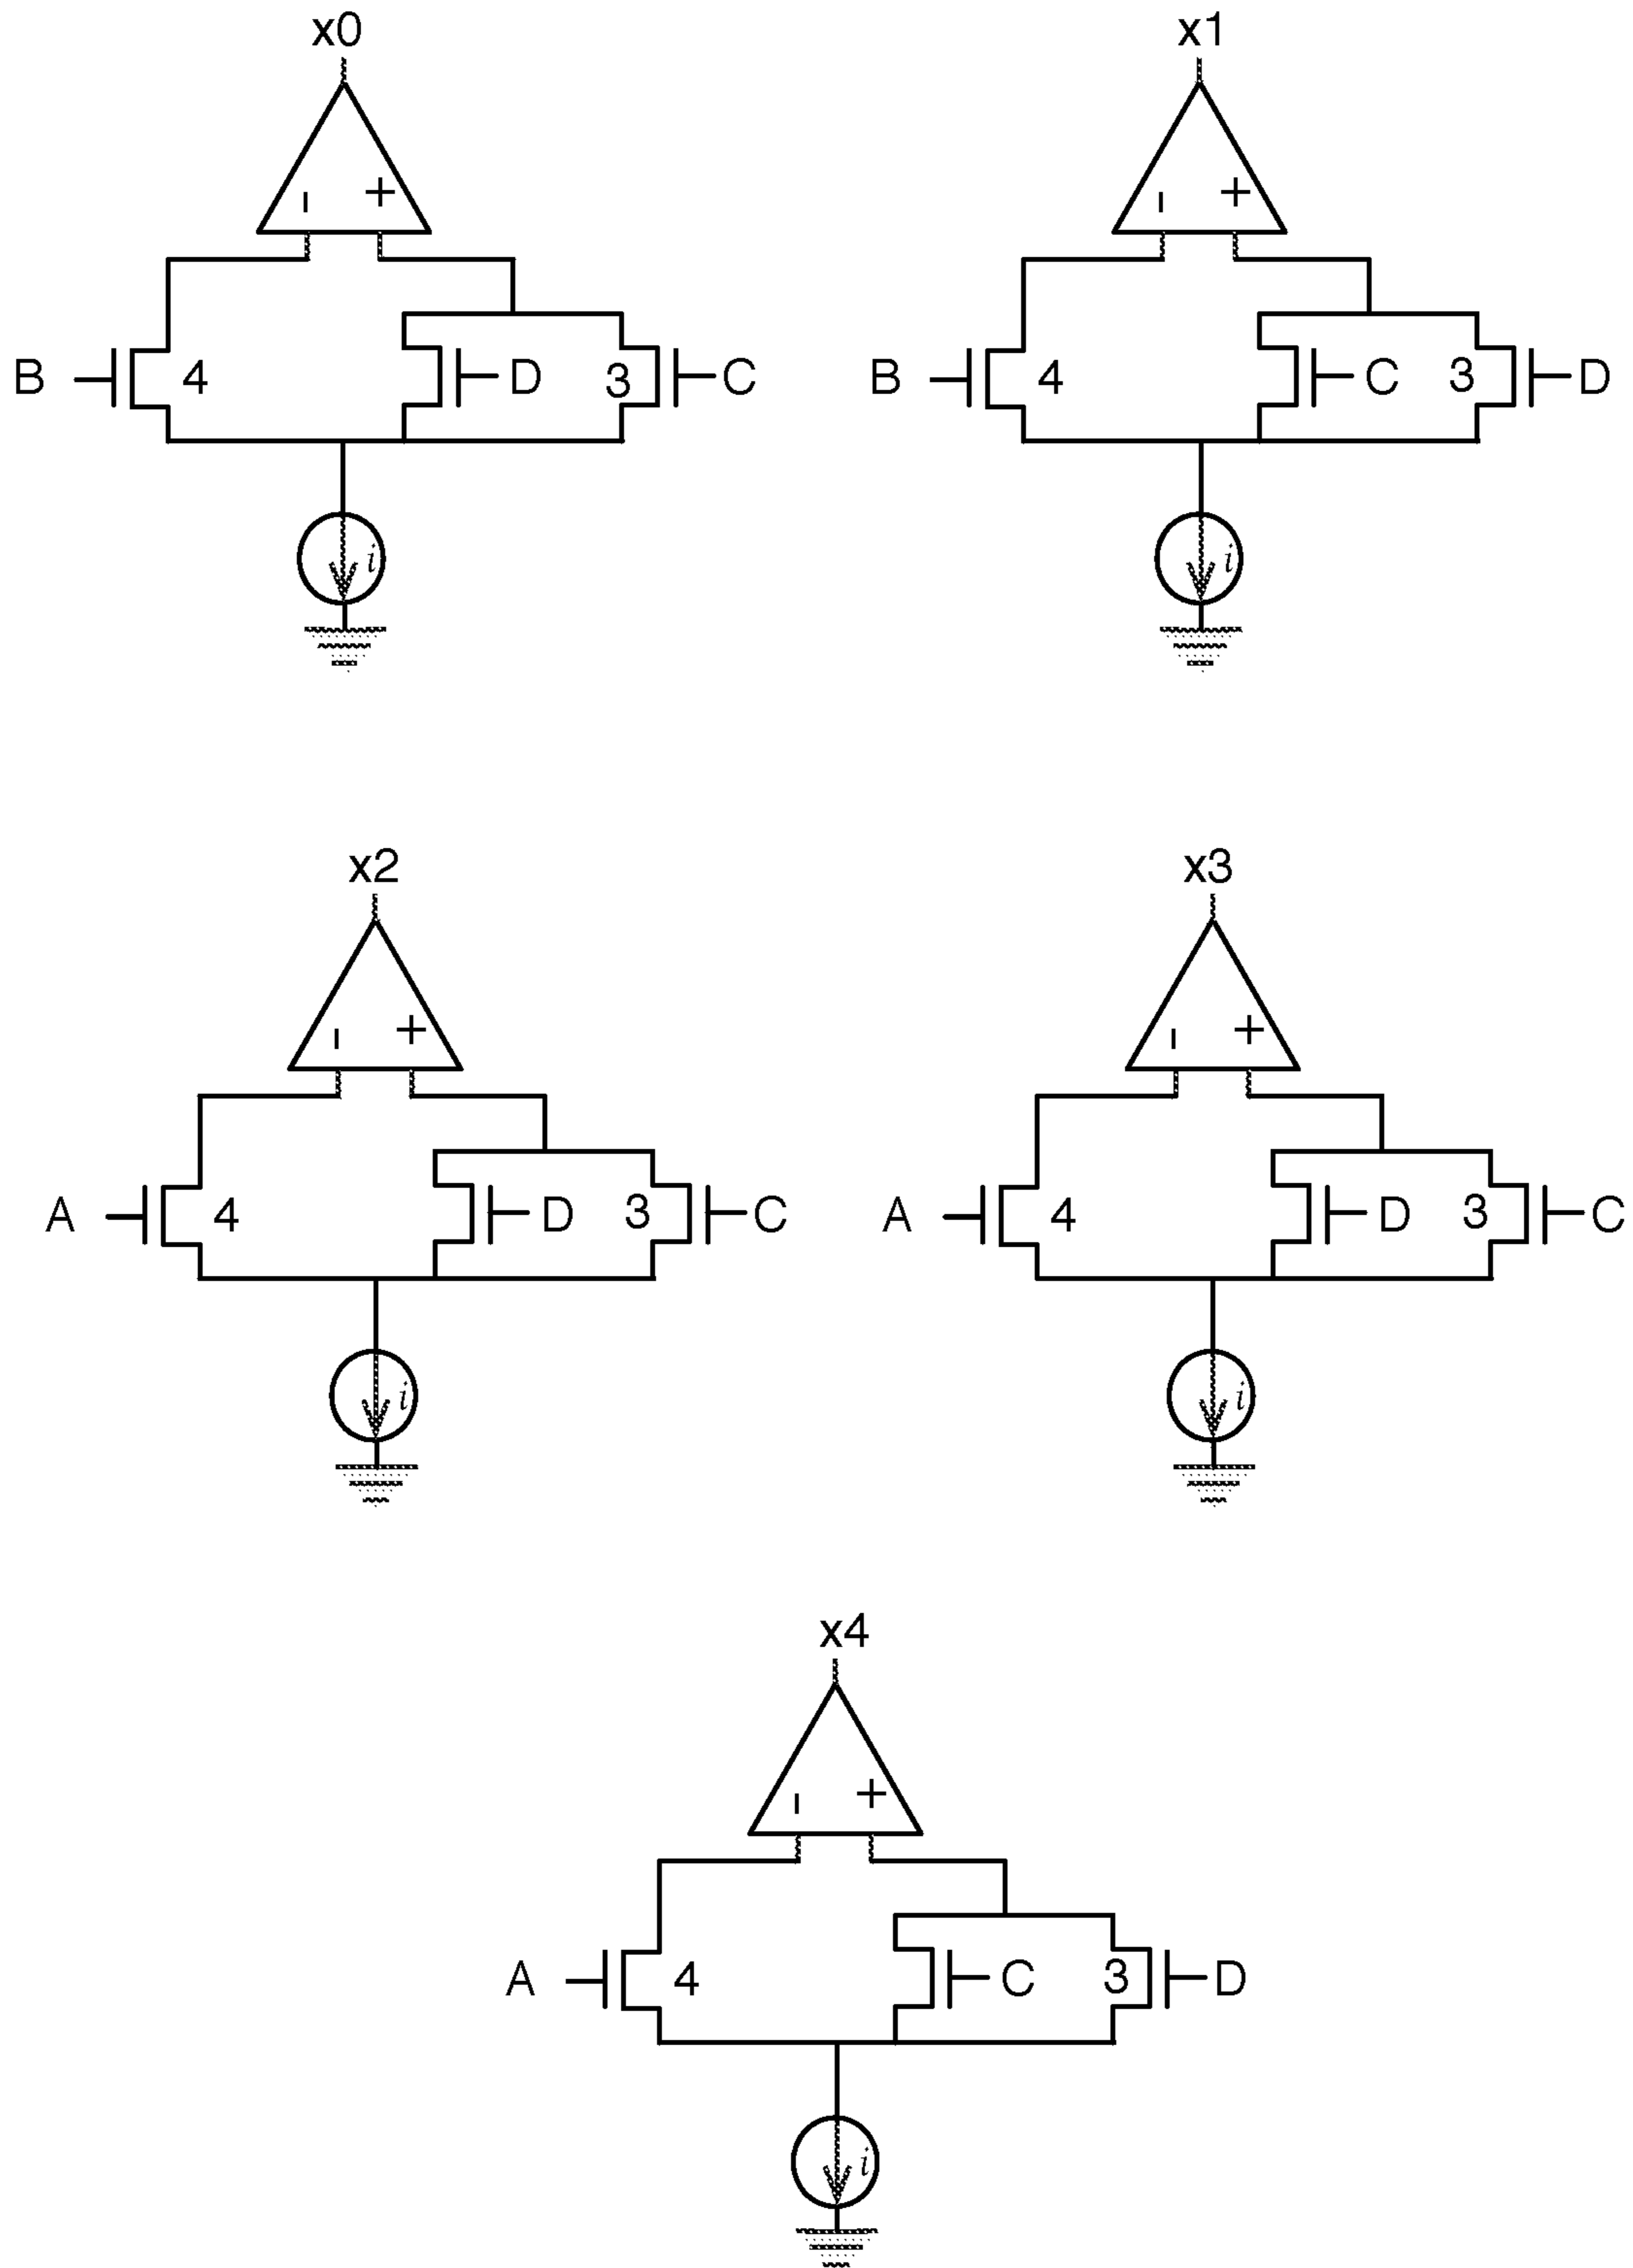 x0 x1
- + - +
B 4 D 3 C B 4 C 3 D
i i
x2 x3
- + - +
A 4 D 3 C A 4 D 3 C
i i
x4
- +
A 4 C 3 D
i